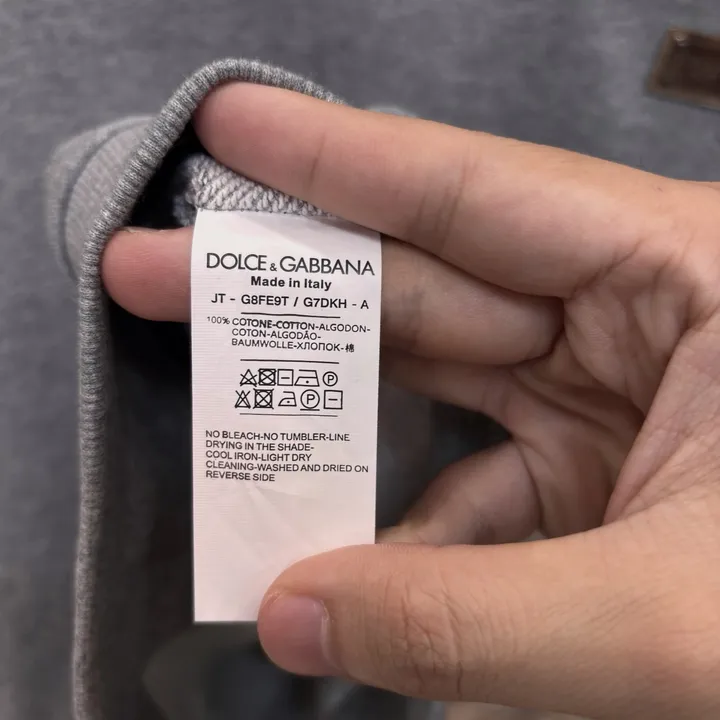 DOLCE & GABBANA
Made in Italy
JT - G8FE9T / G7DKH - A
100% COTONE-COTTON-ALGODON-
COTON-ALGODÃO-
BAUMWOLLE-ХЛОПОК-棉
P
P
NO BLEACH-NO TUMBLER-LINE
DRYING IN THE SHADE-
COOL IRON-LIGHT DRY
CLEANING-WASHED AND DRIED ON
REVERSE SIDE